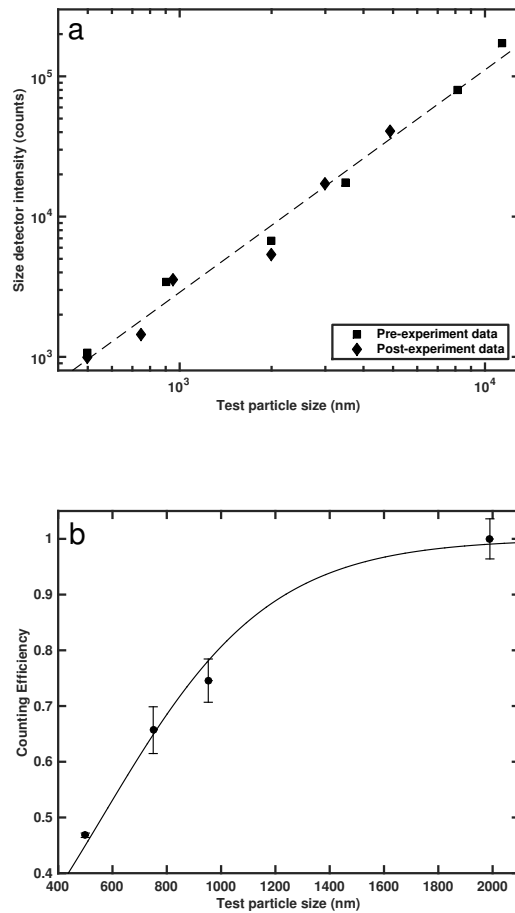 a
10^5
10^4
10^3
Size detector intensity (counts)
Pre-experiment data
Post-experiment data
10^3
10^4
Test particle size (nm)
b
1
0.9
0.8
0.7
0.6
0.5
0.4
Counting Efficiency
400 600 800 1000 1200 1400 1600 1800 2000
Test particle size (nm)